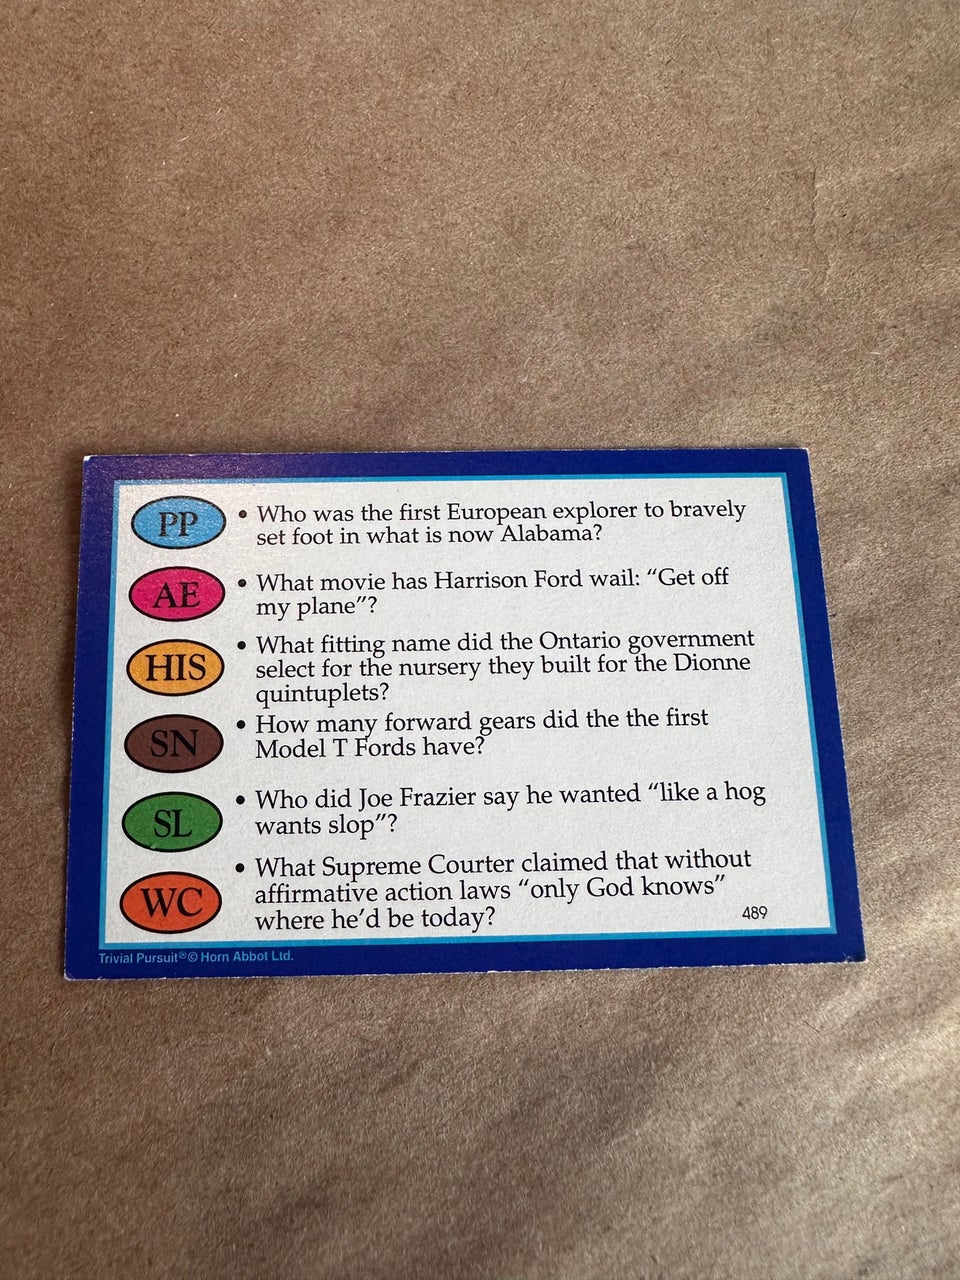 PP • Who was the first European explorer to bravely
set foot in what is now Alabama?
AE • What movie has Harrison Ford wail: “Get off
my plane”?
HIS • What fitting name did the Ontario government
select for the nursery they built for the Dionne
quintuplets?
SN • How many forward gears did the the first
Model T Fords have?
SL • Who did Joe Frazier say he wanted “like a hog
wants slop”?
WC • What Supreme Courter claimed that without
affirmative action laws “only God knows”
where he’d be today?
489
Trivial Pursuit® © Horn Abbot Ltd.